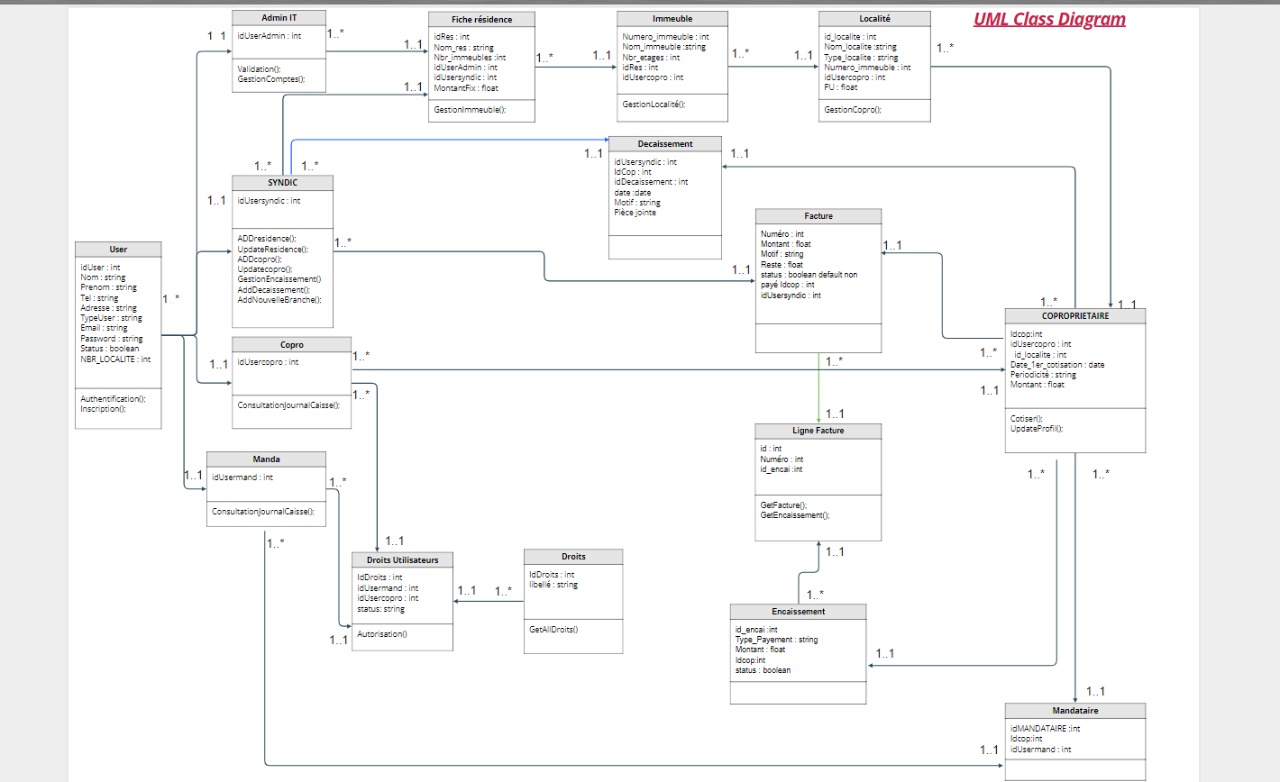 UML Class Diagram
Admin IT
idUserAdmin : int
Validation();
GestionComptes();
1 1
1..*
Fiche résidence
idRes : int
Nom_res : string
Nbr_immeubles :int
idUserAdmin : int
idUsersyndic : int
MontantFix : float
GestionImmeuble();
1..1
1..1
1..*
Immeuble
Numero_immeuble : int
Nom_immeuble :string
Nbr_etages : int
idRes : int
idUsercopro : int
GestionLocalité();
1..1
1..*
Localité
id_localite : int
Nom_localite :string
Type_localite : string
Numero_immeuble : int
idUsercopro : int
PU : float
GestionCopro();
1..1
1..*
Decaissement
idUsersyndic : int
IdCop : int
idDecaissement : int
date :date
Motif : string
Pièce jointe
1..1
1..1
1..*
1..*
SYNDIC
idUsersyndic : int
ADDresidence();
UpdateResidence();
ADDcopro();
Updatecopro();
GestionEncaissement()
AddDecaissement();
AddNouvelleBranche();
1..1
1..*
Facture
Numéro : int
Montant : float
Motif : string
Reste : float
status : boolean default non
payé Idcop : int
idUsersyndic : int
1..1
1..1
1..*
User
idUser : int
Nom : string
Prenom : string
Tel : string
Adresse : string
TypeUser : string
Email : string
Password : string
Status : boolean
NBR_LOCALITE : int
Authentification();
Inscription();
1 *
COPROPRIETAIRE
Idcop:int
idUsercopro : int
id_localite : int
Date_1er_cotisation : date
Periodicité : string
Montant : float
Cotiser();
UpdateProfil();
1..*
1..1
1..*
1..1
1..*
1..*
Copro
idUsercopro : int
ConsultationJournalCaisse();
1..1
1..*
1..*
Ligne Facture
id : int
Numéro : int
id_encai :int
GetFacture();
GetEncaissement();
1..1
1..1
Manda
idUsermand : int
ConsultationJournalCaisse();
1..1
1..*
1..*
Droits Utilisateurs
IdDroits : int
idUsermand : int
idUsercopro : int
status: string
Autorisation()
1..1
1..1
1..1
Droits
IdDroits : int
libellé : string
GetAllDroits()
1..*
Encaissement
id_encai :int
Type_Payement : string
Montant : float
Idcop:int
status : boolean
1..*
1..1
Mandataire
idMANDATAIRE :int
Idcop:int
idUsermand : int
1..1
1..1